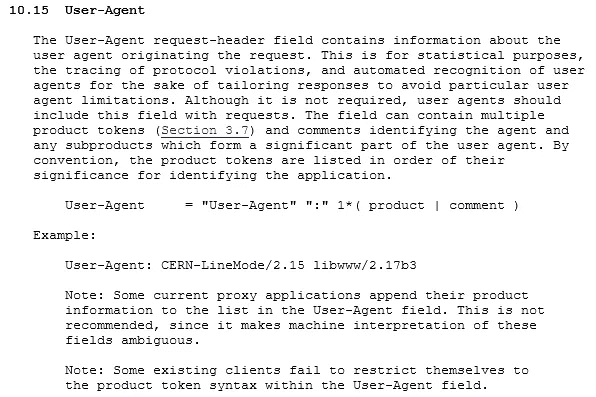 10.15 User-Agent
The User-Agent request-header field contains information about the
user agent originating the request. This is for statistical purposes,
the tracing of protocol violations, and automated recognition of user
agents for the sake of tailoring responses to avoid particular user
agent limitations. Although it is not required, user agents should
include this field with requests. The field can contain multiple
product tokens (Section 3.7) and comments identifying the agent and
any subproducts which form a significant part of the user agent. By
convention, the product tokens are listed in order of their
significance for identifying the application.
User-Agent = "User-Agent" ":" 1*( product | comment )
Example:
User-Agent: CERN-LineMode/2.15 libwww/2.17b3
Note: Some current proxy applications append their product
information to the list in the User-Agent field. This is not
recommended, since it makes machine interpretation of these
fields ambiguous.
Note: Some existing clients fail to restrict themselves to
the product token syntax within the User-Agent field.